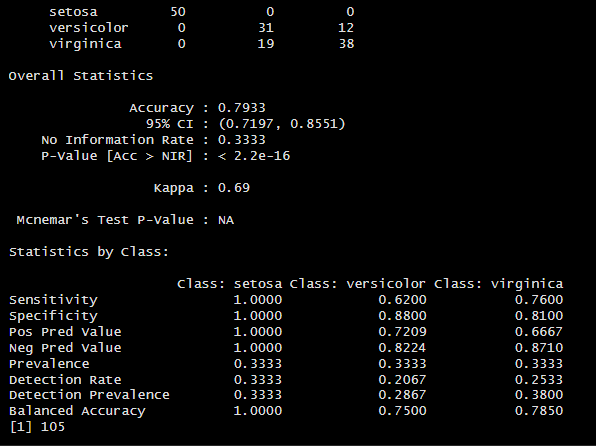 setosa 50 0 0
versicolor 0 31 12
virginica 0 19 38
Overall Statistics
Accuracy : 0.7933
95% CI : (0.7197, 0.8551)
No Information Rate : 0.3333
P-Value [Acc > NIR] : < 2.2e-16
Kappa : 0.69
Mcnemar's Test P-Value : NA
Statistics by Class:
Class: setosa Class: versicolor Class: virginica
Sensitivity 1.0000 0.6200 0.7600
Specificity 1.0000 0.8800 0.8100
Pos Pred Value 1.0000 0.7209 0.6667
Neg Pred Value 1.0000 0.8224 0.8710
Prevalence 0.3333 0.3333 0.3333
Detection Rate 0.3333 0.2067 0.2533
Detection Prevalence 0.3333 0.2867 0.3800
Balanced Accuracy 1.0000 0.7500 0.7850
[1] 105